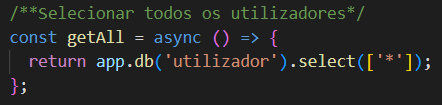 /**Selecionar todos os utilizadores*/
const getAll = async () => {
  return app.db('utilizador').select(['*']);
};